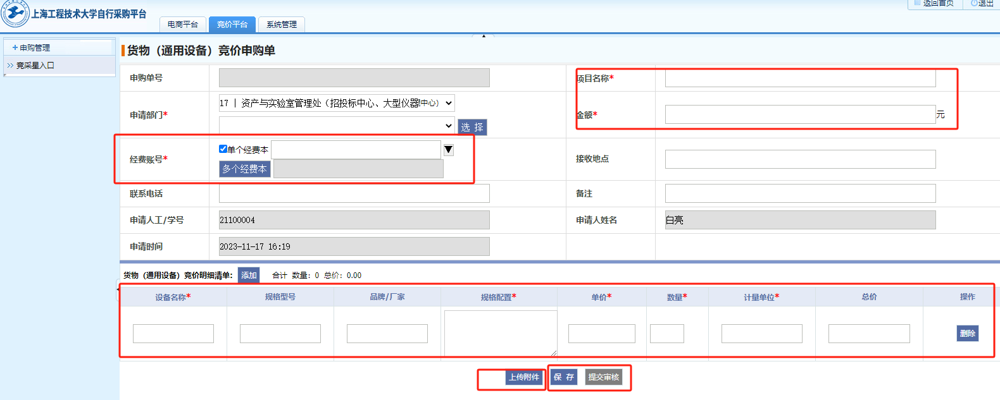 上海工程技术大学自行采购平台
电商平台 竞价平台 系统管理
返回首页 退出
申购管理
竞采星入口
货物（通用设备）竞价申购单
申购单号 项目名称*
申请部门* 17 | 资产与实验室管理处（招投标中心、大型仪器中心）
选 择
金额* 元
经费账号* 单个经费本
多个经费本
接收地点
联系电话 备注
申请人工/学号 21100004 申请人姓名 白亮
申请时间 2023-11-17 16:19
货物（通用设备）竞价明细清单: 添加 合计 数量: 0 总价: 0.00
设备名称* 规格型号 品牌/厂家 规格配置* 单价* 数量* 计量单位* 总价 操作
删除
上传附件 保 存 提交审核